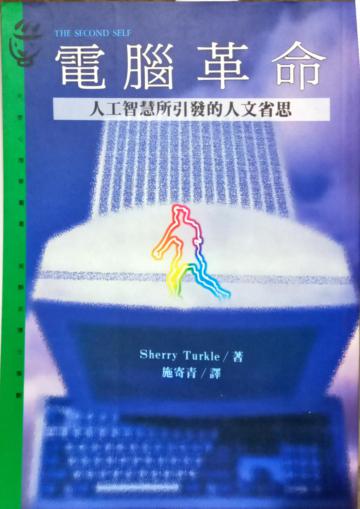 THE SECOND SELF
電腦革命
人工智慧所引發的人文省思
Sherry Turkle/著
施寄青/譯